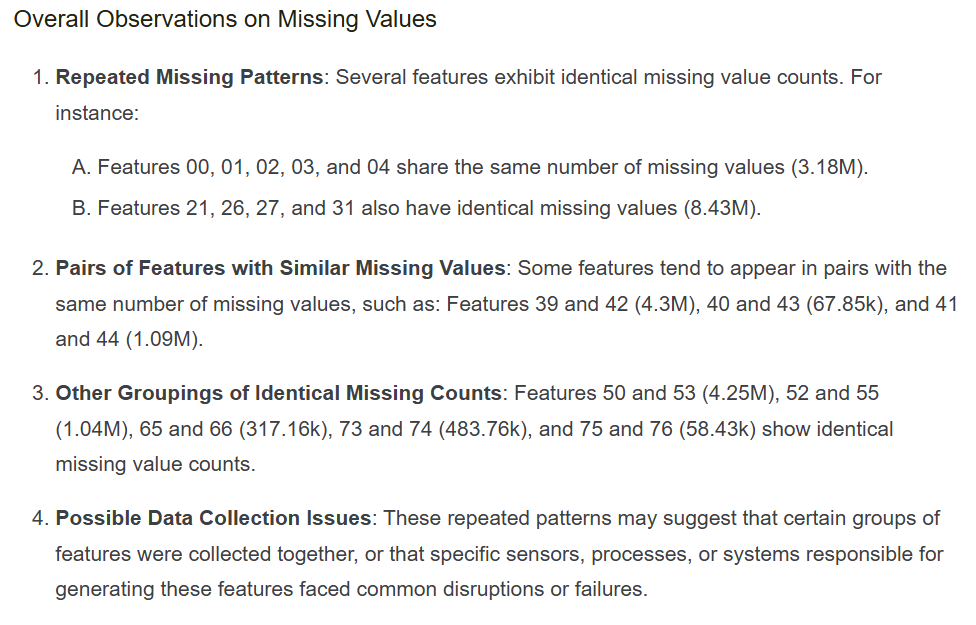 Overall Observations on Missing Values
1. Repeated Missing Patterns: Several features exhibit identical missing value counts. For
instance:
A. Features 00, 01, 02, 03, and 04 share the same number of missing values (3.18M).
B. Features 21, 26, 27, and 31 also have identical missing values (8.43M).
2. Pairs of Features with Similar Missing Values: Some features tend to appear in pairs with the
same number of missing values, such as: Features 39 and 42 (4.3M), 40 and 43 (67.85k), and 41
and 44 (1.09M).
3. Other Groupings of Identical Missing Counts: Features 50 and 53 (4.25M), 52 and 55
(1.04M), 65 and 66 (317.16k), 73 and 74 (483.76k), and 75 and 76 (58.43k) show identical
missing value counts.
4. Possible Data Collection Issues: These repeated patterns may suggest that certain groups of
features were collected together, or that specific sensors, processes, or systems responsible for
generating these features faced common disruptions or failures.